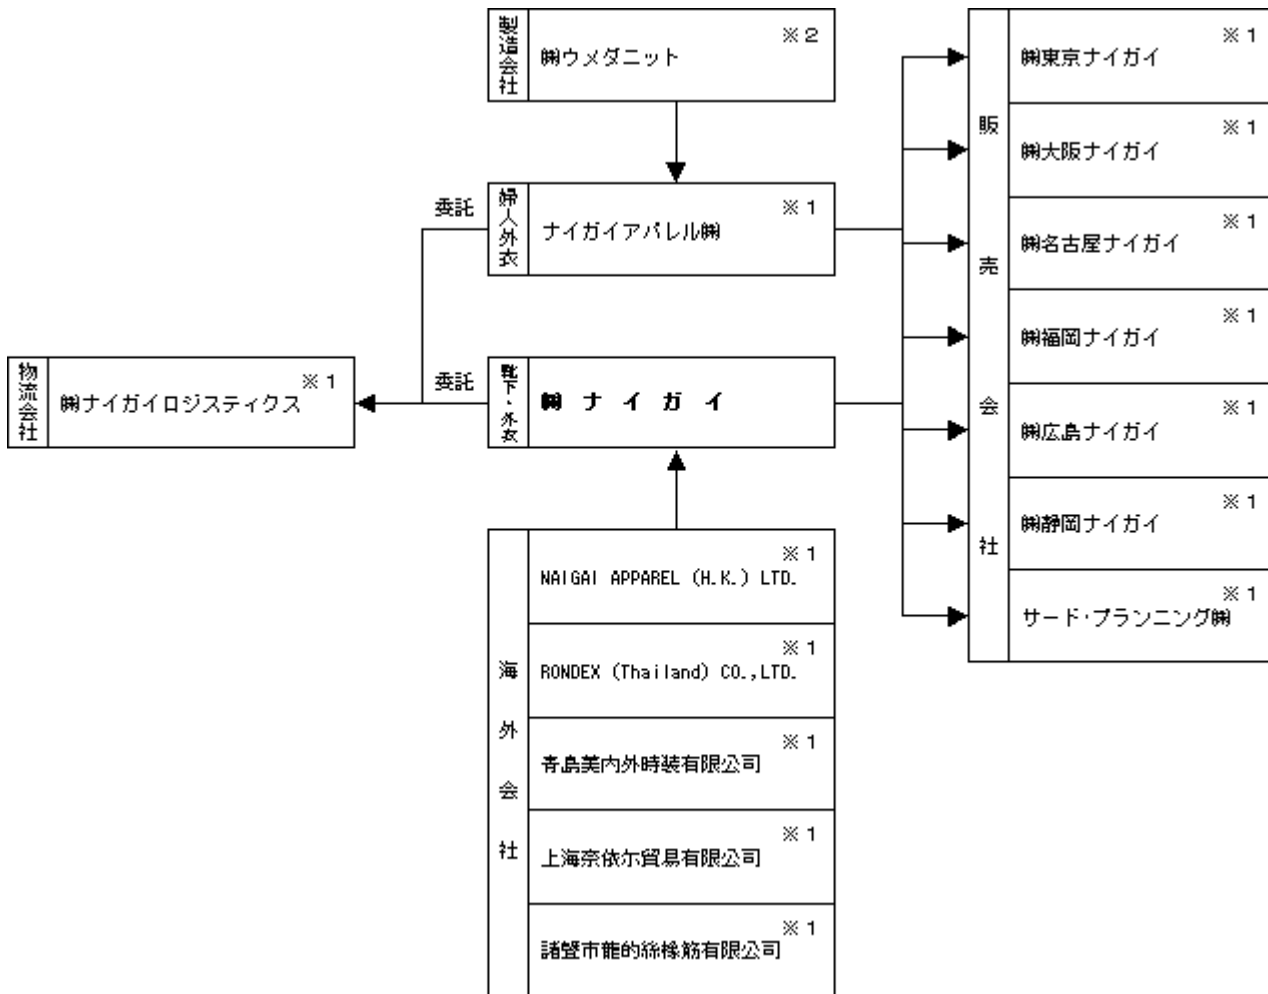 製造会社
㈱ウメダニット
※2
委託
婦人外衣
ナイガイアパレル㈱
※1
物流会社
㈱ナイガイロジスティクス
※1
委託
靴下・外衣
㈱ナイガイ
海外会社
NAIGAI APPAREL (H.K.) LTD.
※1
RONDEX (Thailand) CO.,LTD.
※1
青島美内外時装有限公司
※1
上海奈依尔貿易有限公司
※1
諸曁市龍的絲橡筋有限公司
※1
販売会社
㈱東京ナイガイ
※1
㈱大阪ナイガイ
※1
㈱名古屋ナイガイ
※1
㈱福岡ナイガイ
※1
㈱広島ナイガイ
※1
㈱静岡ナイガイ
※1
サード・プランニング㈱
※1